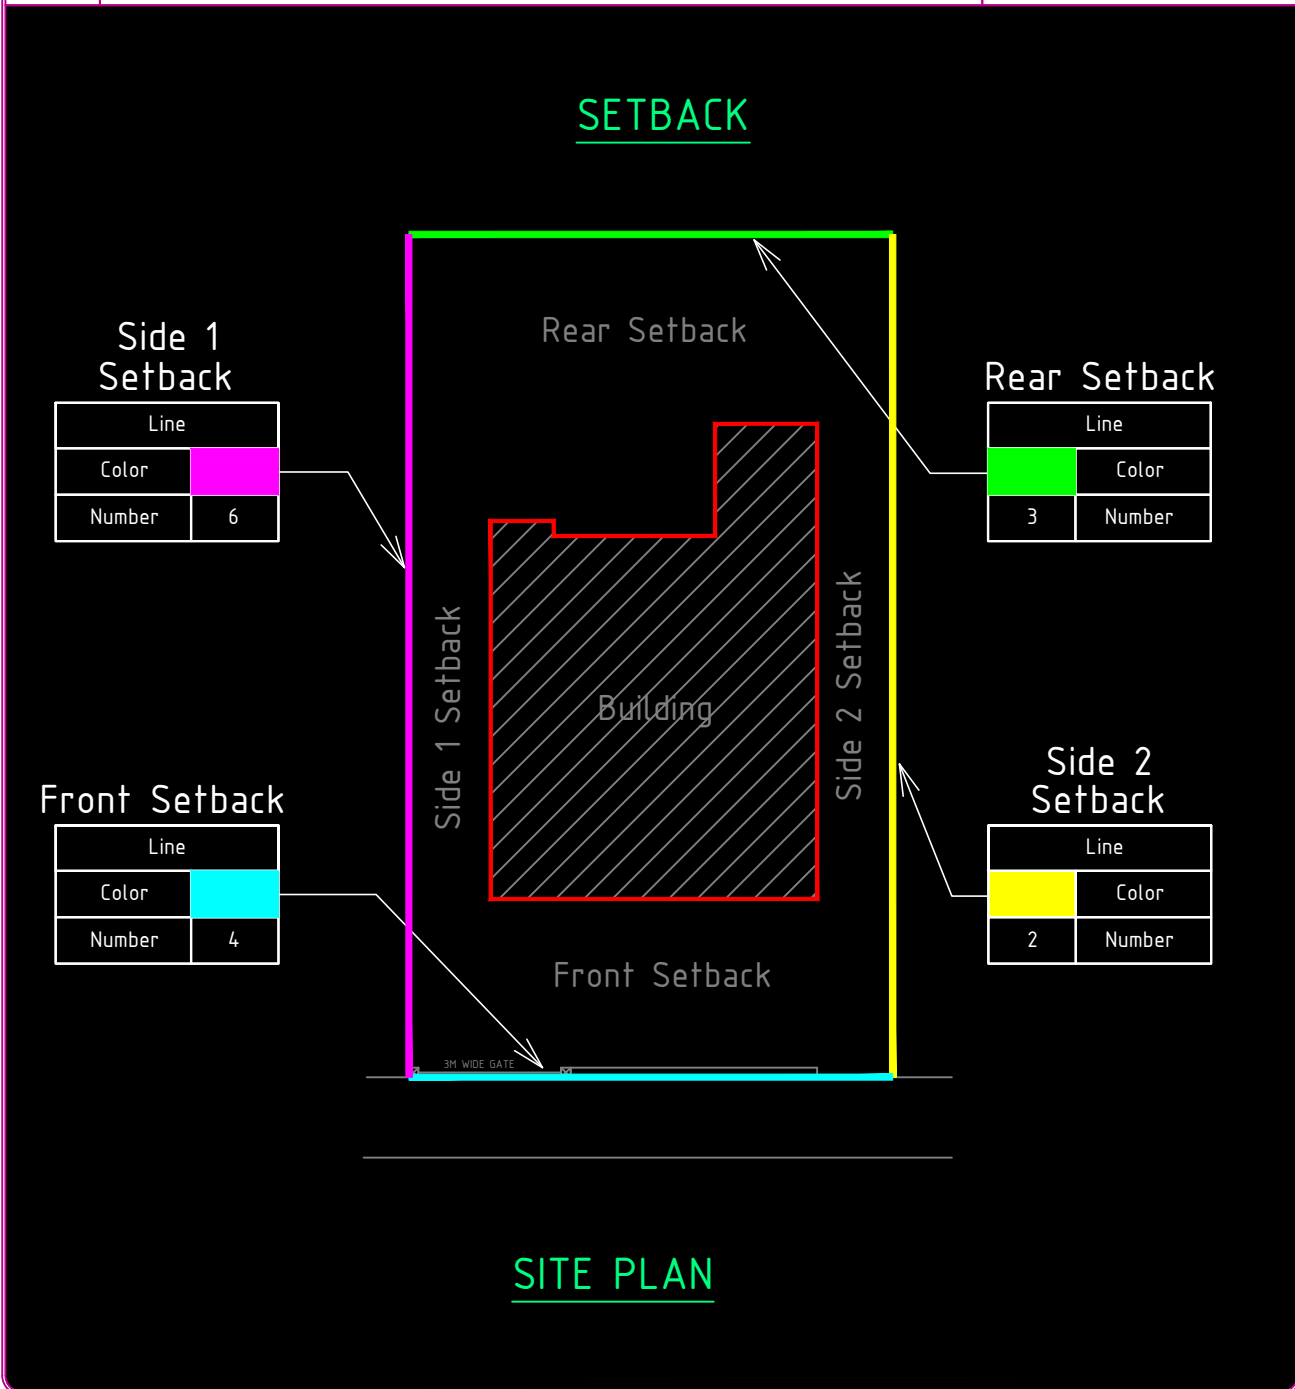 SETBACK
Rear Setback
Side 1
Setback
Line
Color
Number 6
Rear Setback
Line
Color
3 Number
Side 1 Setback
Building
Side 2 Setback
Front Setback
Line
Color
Number 4
Side 2
Setback
Line
Color
2 Number
Front Setback
3M WIDE GATE
SITE PLAN